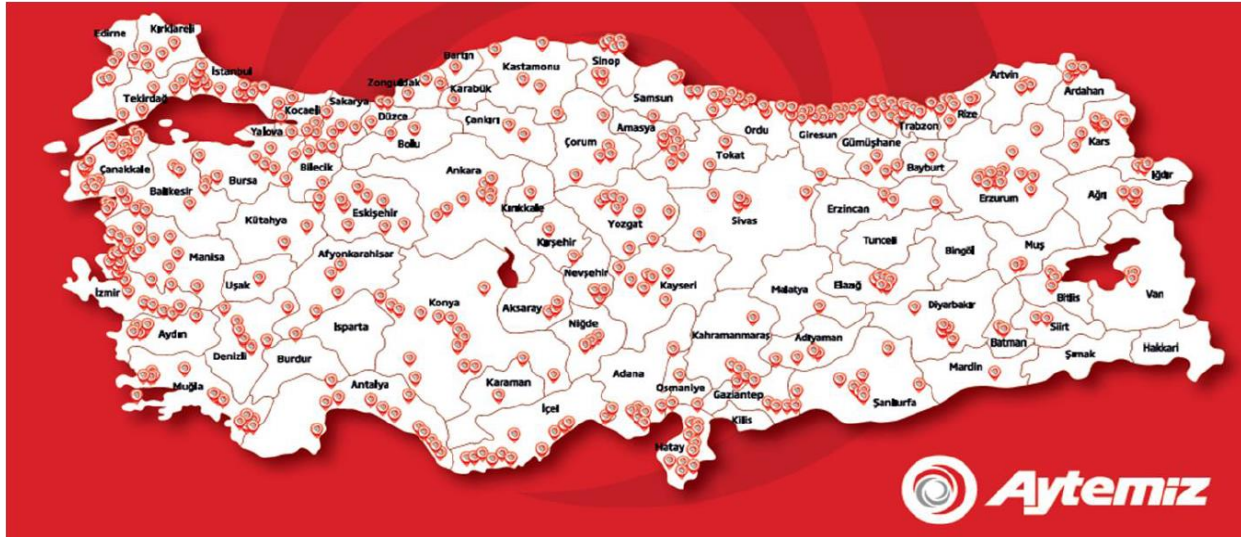 Edirne
Kırklareli
İstanbul
Tekirdağ
Kocaeli
Sakarya
Yalova
Düzce
Zonguldak
Bartın
Karabük
Kastamonu
Sinop
Samsun
Çankırı
Bolu
Çorum
Amasya
Tokat
Ordu
Giresun
Gümüşhane
Trabzon
Rize
Artvin
Ardahan
Kars
Iğdır
Ağrı
Bayburt
Erzurum
Erzincan
Çanakkale
Balıkesir
Bursa
Bilecik
Eskişehir
Ankara
Kırıkkale
Kırşehir
Yozgat
Sivas
Tunceli
Bingöl
Muş
Kütahya
Manisa
Uşak
Afyonkarahisar
İzmir
Aydın
Denizli
Isparta
Burdur
Muğla
Antalya
Konya
Aksaray
Nevşehir
Niğde
Kayseri
Malatya
Elazığ
Diyarbakır
Bitlis
Van
Siirt
Batman
Şırnak
Hakkari
Mardin
Karaman
İçel
Adana
Osmaniye
Kahramanmaraş
Adıyaman
Gaziantep
Kilis
Şanlıurfa
Hatay
Aytemiz